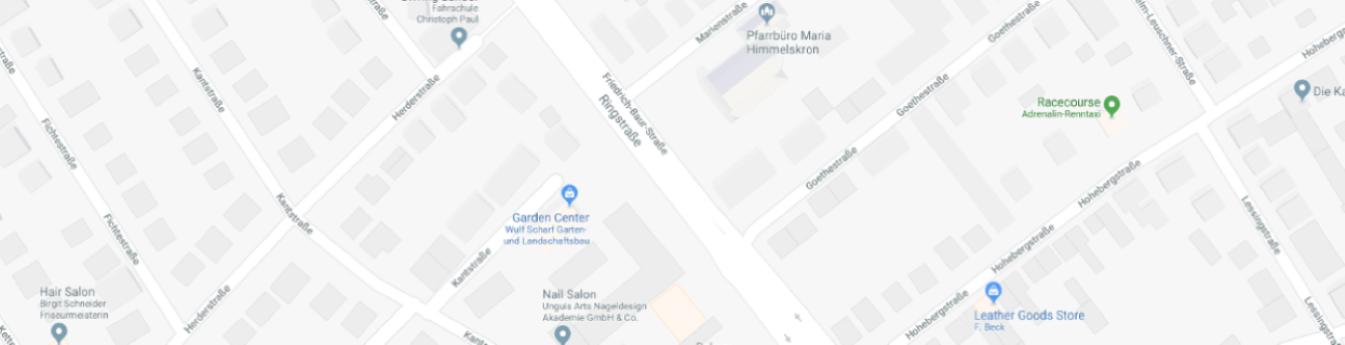 Fahrschule
Christoph Paul
Marienstraße
Goethestraße
Pfarrbüro Maria
Himmelskron
Kantstraße
Herderstraße
Friedrich-Baur-Straße
Ringstraße
Goethestraße
Racecourse
Adrenalin-Renntaxi
Fichtestraße
Goethestraße
Hohebergstraße
Kantstraße
Garden Center
Wulf Scharf Garten-
und Landschaftsbau
Lessingstraße
Fichtestraße
Hohebergstraße
Kantstraße
Hair Salon
Birgit Schneider
Friseurmeisterin
Herderstraße
Nail Salon
Unguis Arts Nageldesign
Akademie GmbH & Co.
Hohebergstraße
Leather Goods Store
F. Beck